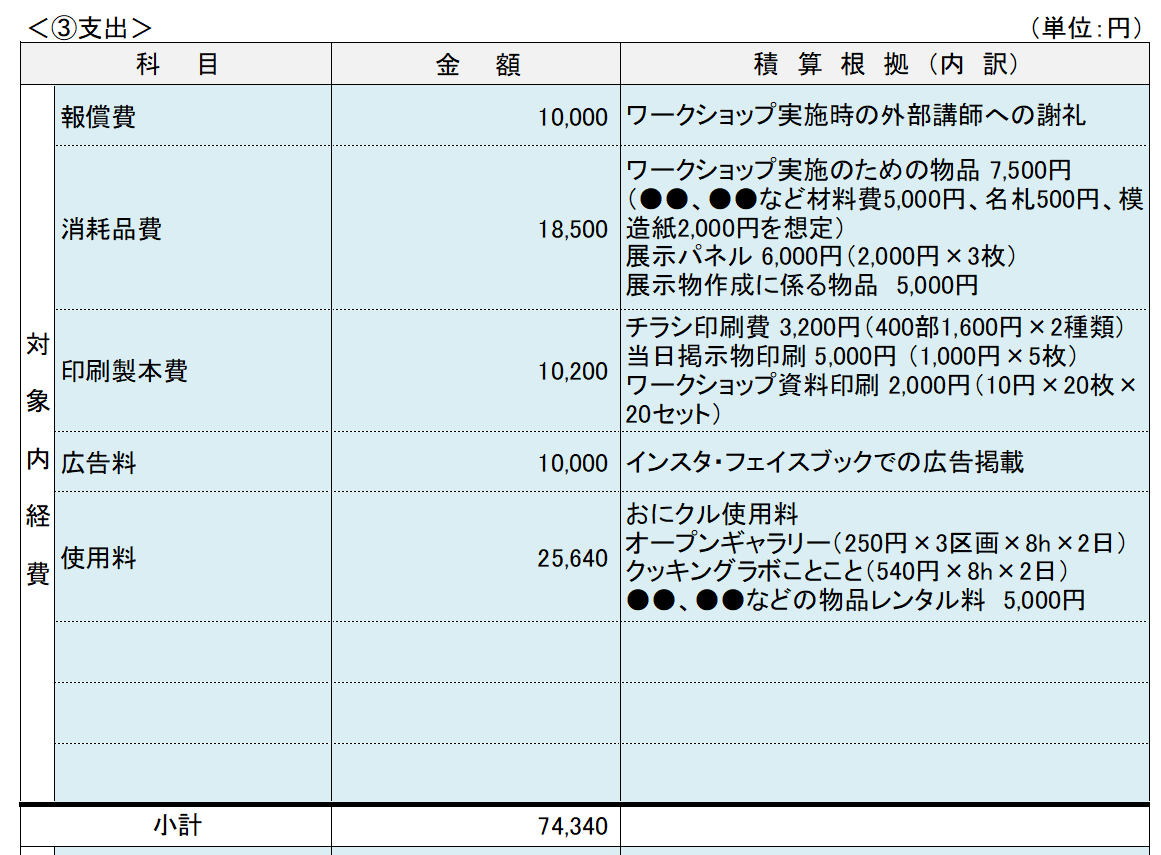 ＜③支出＞
（単位：円）
科　目　金　額　積 算 根 拠 （内 訳）
対象内経費
報償費　10,000　ワークショップ実施時の外部講師への謝礼
消耗品費　18,500　ワークショップ実施のための物品 7,500円
（●●、●●など材料費5,000円、名札500円、模
造紙2,000円を想定）
展示パネル 6,000円（2,000円×3枚）
展示物作成に係る物品　5,000円
印刷製本費　10,200　チラシ印刷費 3,200円（400部1,600円×2種類）
当日掲示物印刷 5,000円 （1,000円×5枚）
ワークショップ資料印刷 2,000円（10円×20枚×
20セット）
広告料　10,000　インスタ・フェイスブックでの広告掲載
使用料　25,640　おにクル使用料
オープンギャラリー（250円×3区画×8h×2日）
クッキングラボことこと（540円×8h×2日）
●●、●●などの物品レンタル料　5,000円
小計　74,340